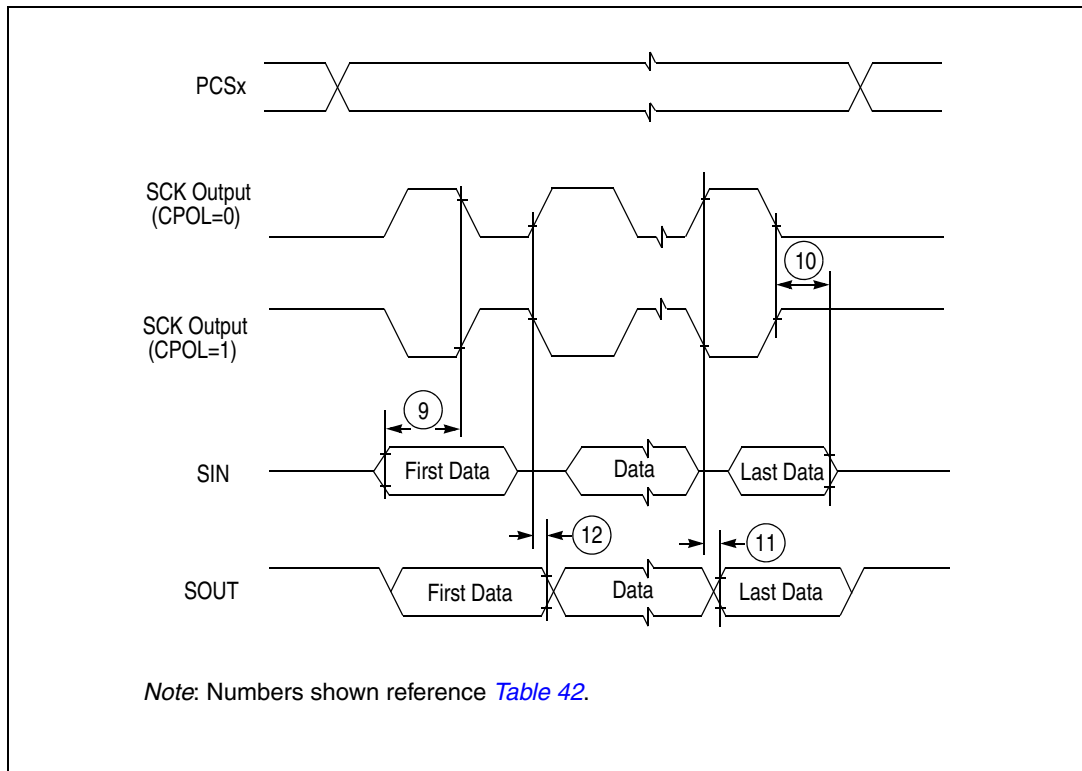 PCSx
SCK Output
(CPOL=0)
10
SCK Output
(CPOL=1)
9
SIN
First Data
Data
Last Data
12
11
SOUT
First Data
Data
Last Data
Note: Numbers shown reference Table 42.